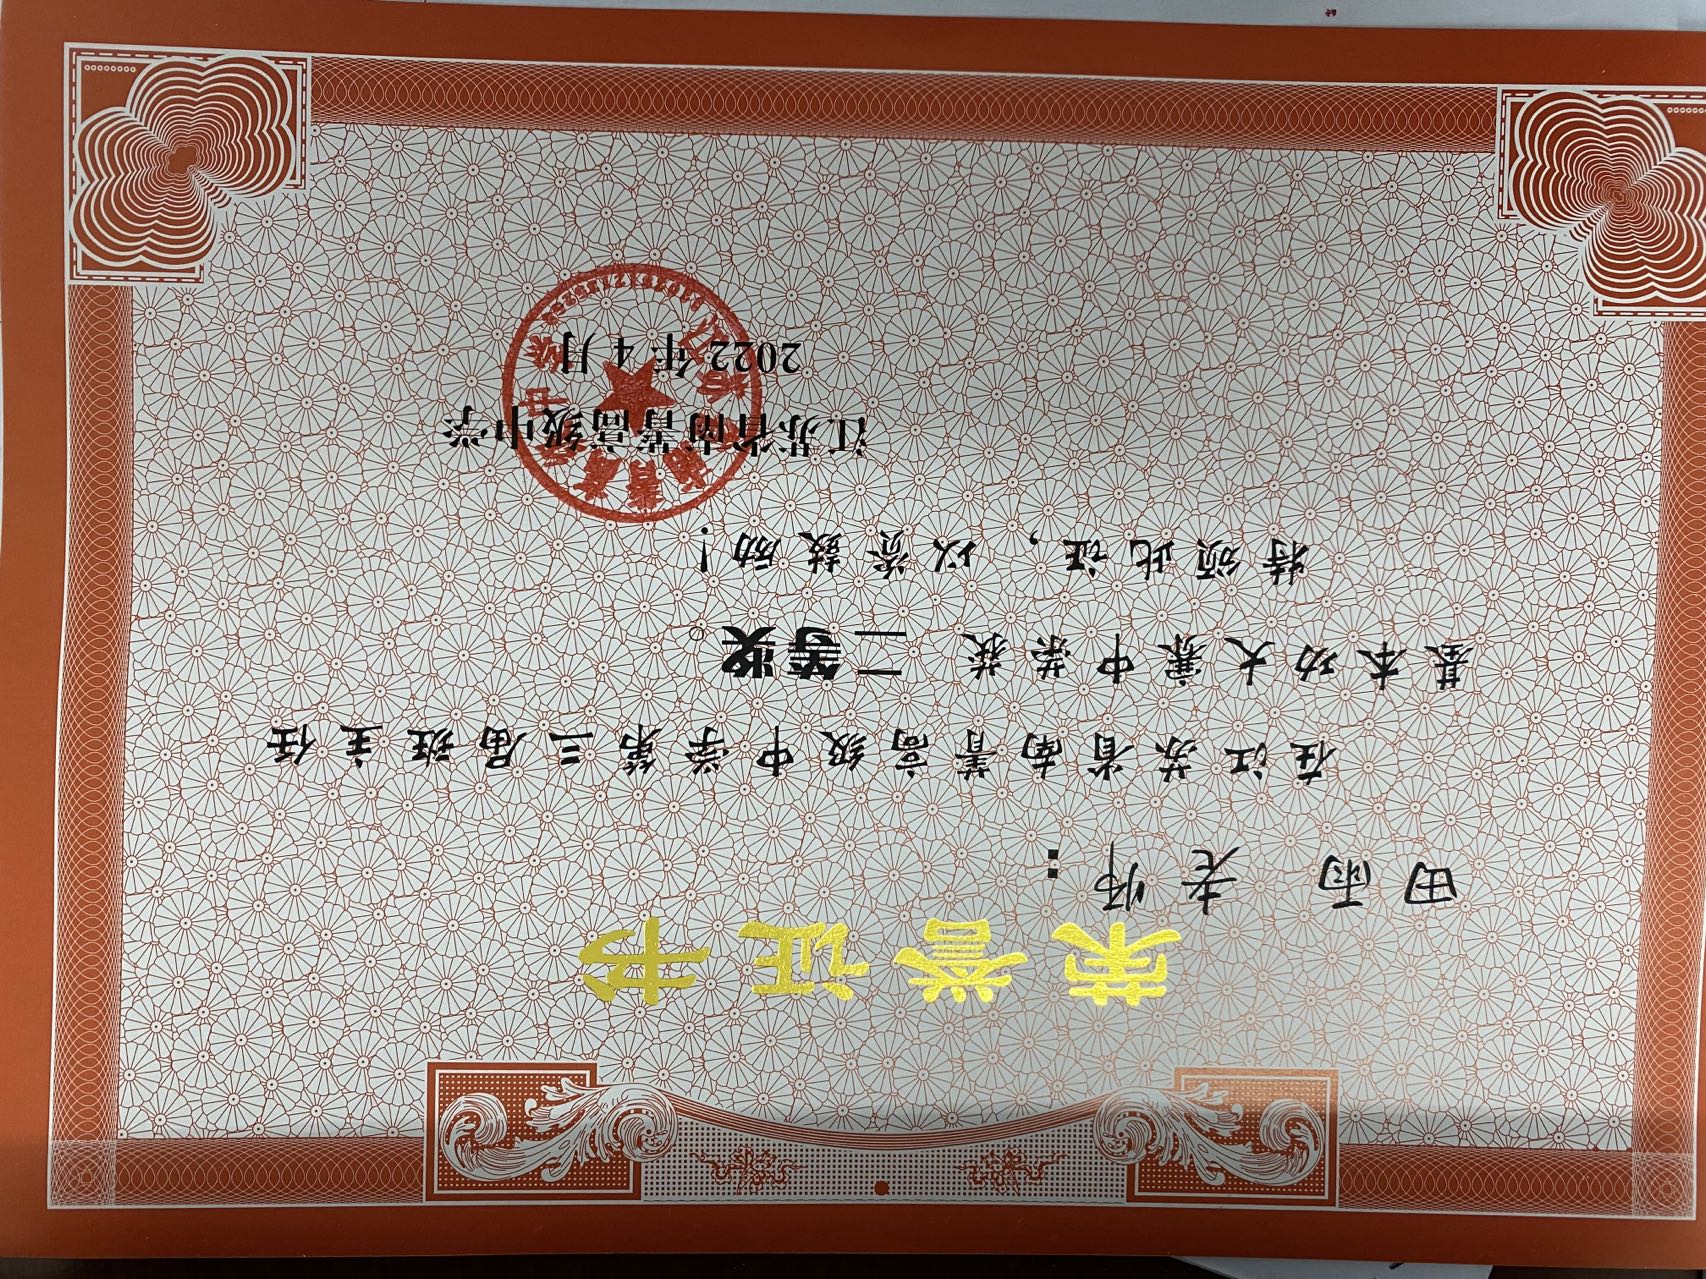 荣誉证书
田雨 老师：
在江苏省南菁高级中学第三届班主任
基本功大赛中荣获 二等奖。
特颁此证，以资鼓励！
江苏省南菁高级中学
2022年4月